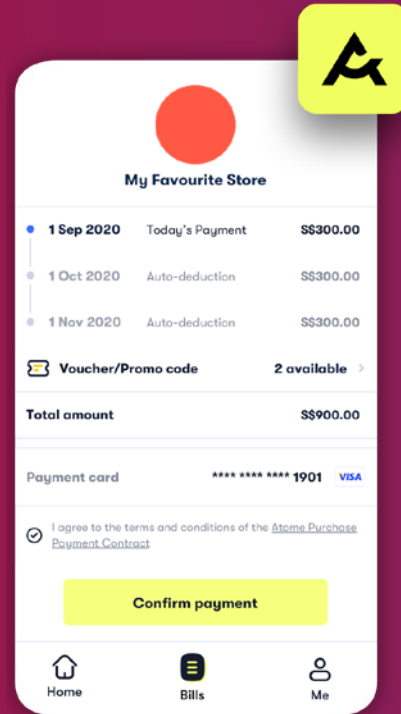 My Favourite Store
1 Sep 2020 Today's Payment S$300.00
1 Oct 2020 Auto-deduction S$300.00
1 Nov 2020 Auto-deduction S$300.00
Voucher/Promo code 2 available >
Total amount S$900.00
Payment card **** **** **** 1901 VISA
I agree to the terms and conditions of the Atome Purchase
Payment Contract
Confirm payment
Home Bills Me